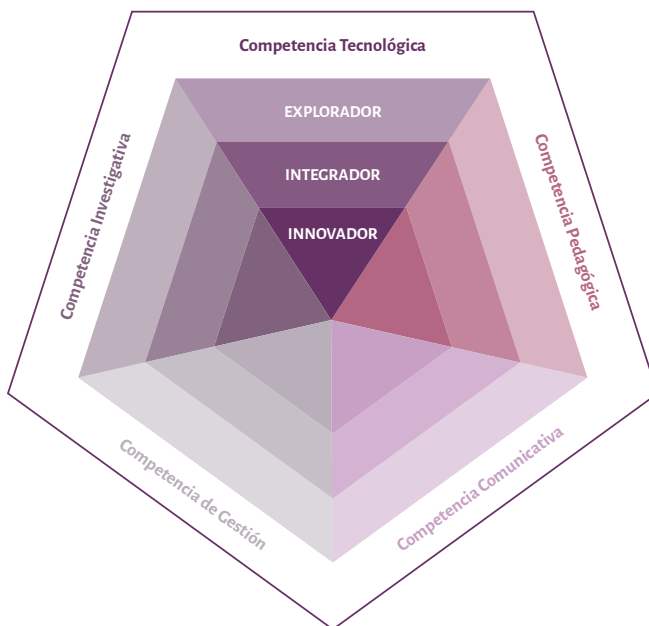 Competencia Tecnológica
EXPLORADOR
INTEGRADOR
INNOVADOR
Competencia Investigativa
Competencia Pedagógica
Competencia de Gestión
Competencia Comunicativa